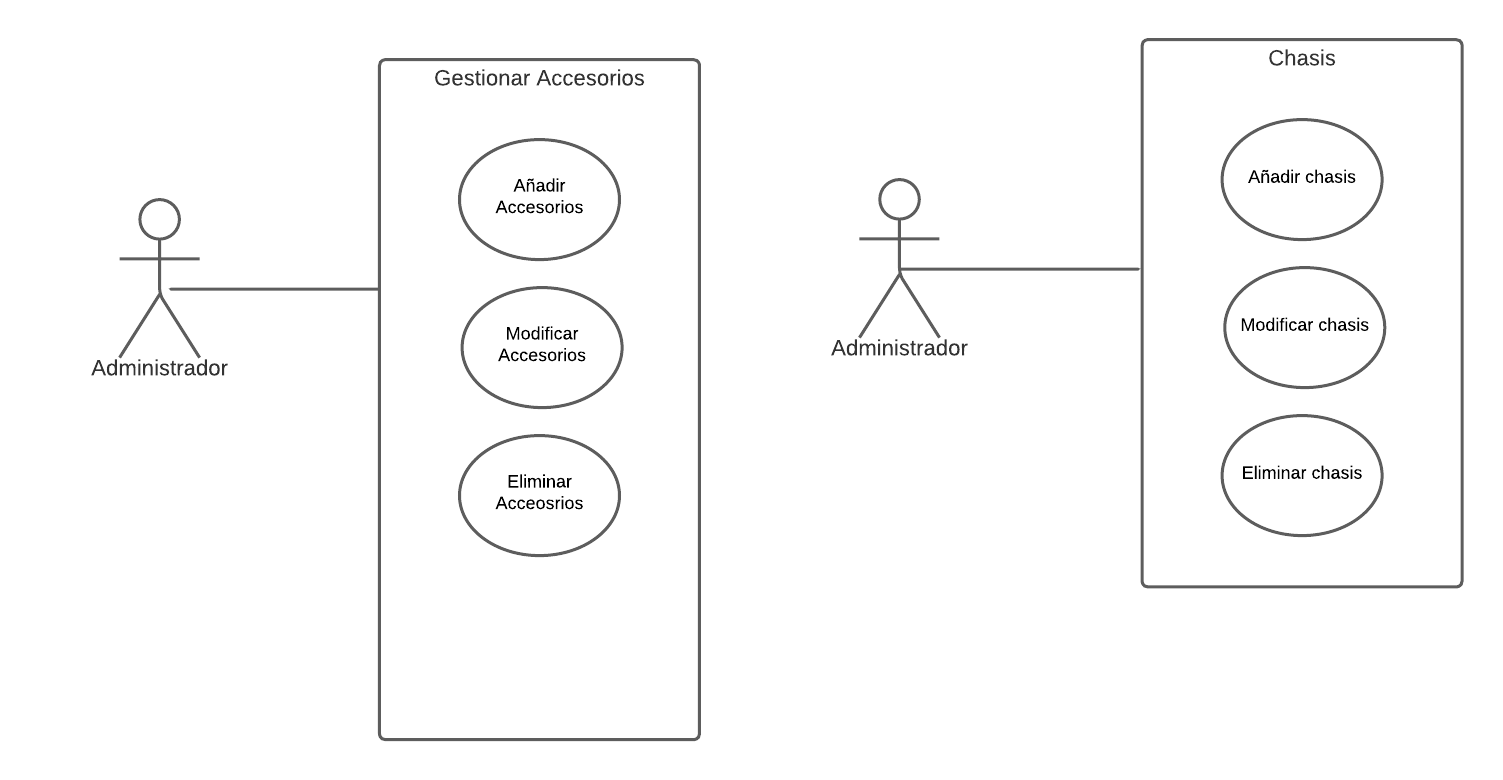 Gestionar Accesorios
Añadir
Accesorios
Modificar
Accesorios
Eliminar
Acceosrios
Administrador
Chasis
Añadir chasis
Modificar chasis
Eliminar chasis
Administrador